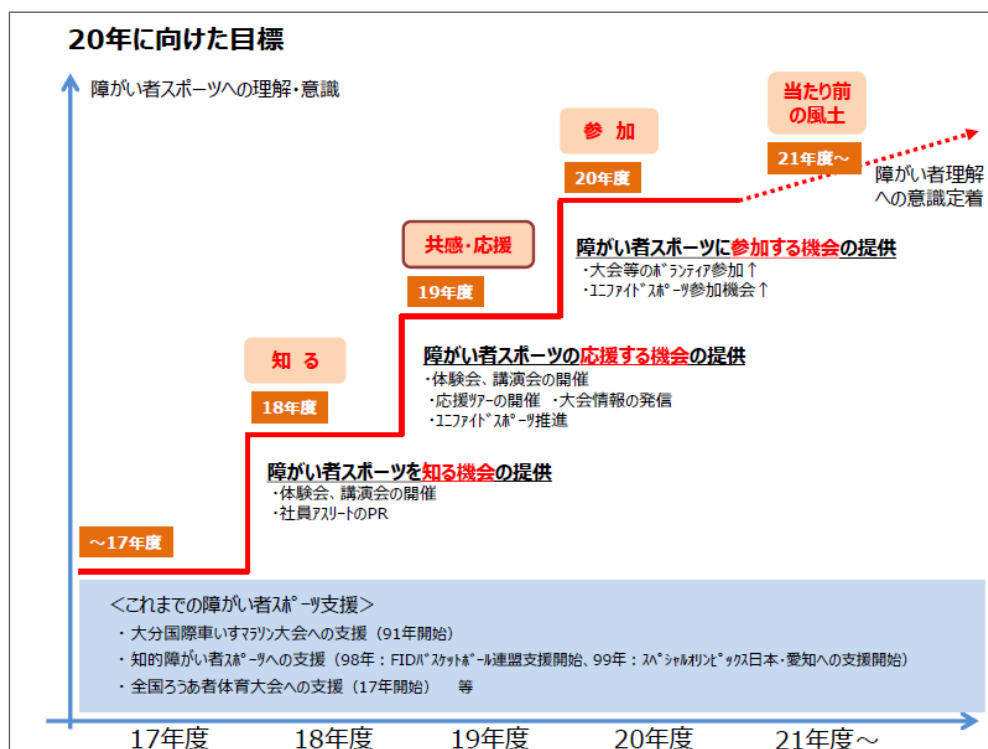 20年に向けた目標
障がい者スポーツへの理解・意識
当たり前
の風土
参 加
21年度～
20年度
障がい者理解
への意識定着
共感・応援
障がい者スポーツに参加する機会の提供
・大会等のﾎﾞﾗﾝﾃｨｱ参加↑
・ﾕﾆﾌｧｲﾄﾞｽﾎﾟｰﾂ参加機会↑
19年度
知 る
障がい者スポーツの応援する機会の提供
・体験会、講演会の開催
・応援ﾂｱｰの開催 ・大会情報の発信
・ﾕﾆﾌｧｲﾄﾞｽﾎﾟｰﾂ推進
18年度
障がい者スポーツを知る機会の提供
・体験会、講演会の開催
・社員ｱｽﾘｰﾄのPR
～17年度
＜これまでの障がい者ｽﾎﾟｰﾂ支援＞
・ 大分国際車いすﾏﾗｿﾝ大会への支援（91年開始）
・ 知的障がい者ｽﾎﾟｰﾂへの支援（98年：FIDﾊﾞｽｹｯﾄﾎﾞｰﾙ連盟支援開始、99年：ｽﾍﾟｼｬﾙｵﾘﾝﾋﾟｯｸｽ日本･愛知への支援開始）
・ 全国ろうあ者体育大会への支援（17年開始） 等
17年度 18年度 19年度 20年度 21年度～